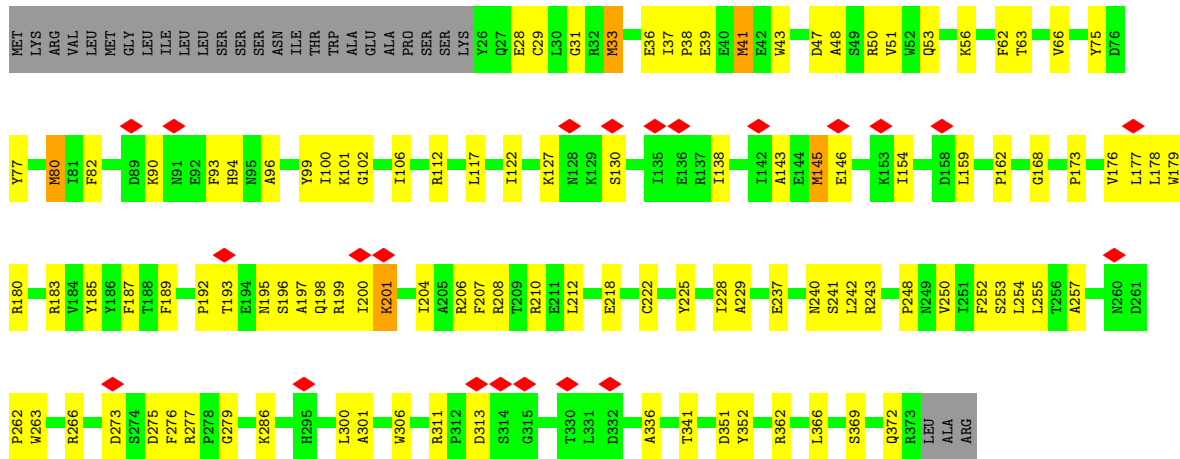 MET LYS ARG VAL LEU MET GLY LEU ILE LEU LEU SER SER SER ASN ILE THR TRP ALA GLU ALA PRO SER SER LYS Y26 Q27 E28 C29 L30 G31 R32 M33 E36 I37 P38 E39 E40 M41 E42 W43 D47 A48 S49 R50 V51 W52 Q53 K56 F62 T63 V66 Y75 D76
Y77 M80 I81 F82 D89 K90 N91 E92 F93 H94 N95 A96 Y99 I100 K101 G102 I106 R112 L117 I122 K127 N128 K129 S130 I135 E136 R137 I138 I142 A143 E144 M145 E146 K153 I154 D158 L159 P162 G168 P173 V176 L177 L178 W179
R180 R183 V184 Y185 Y186 F187 T188 F189 P192 T193 E194 N195 S196 A197 Q198 R199 I200 K201 I204 A205 R206 F207 R208 T209 R210 E211 L212 E218 C222 Y225 I228 A229 E237 N240 S241 L242 R243 P248 N249 V250 I251 F252 S253 L254 L255 T256 A257 N260 D261
P262 W263 R266 D273 S274 D275 F276 R277 P278 G279 K286 H295 L300 A301 W306 R311 P312 D313 S314 G315 T330 L331 D332 A336 T341 D351 Y352 R362 L366 S369 Q372 R373 LEU ALA ARG